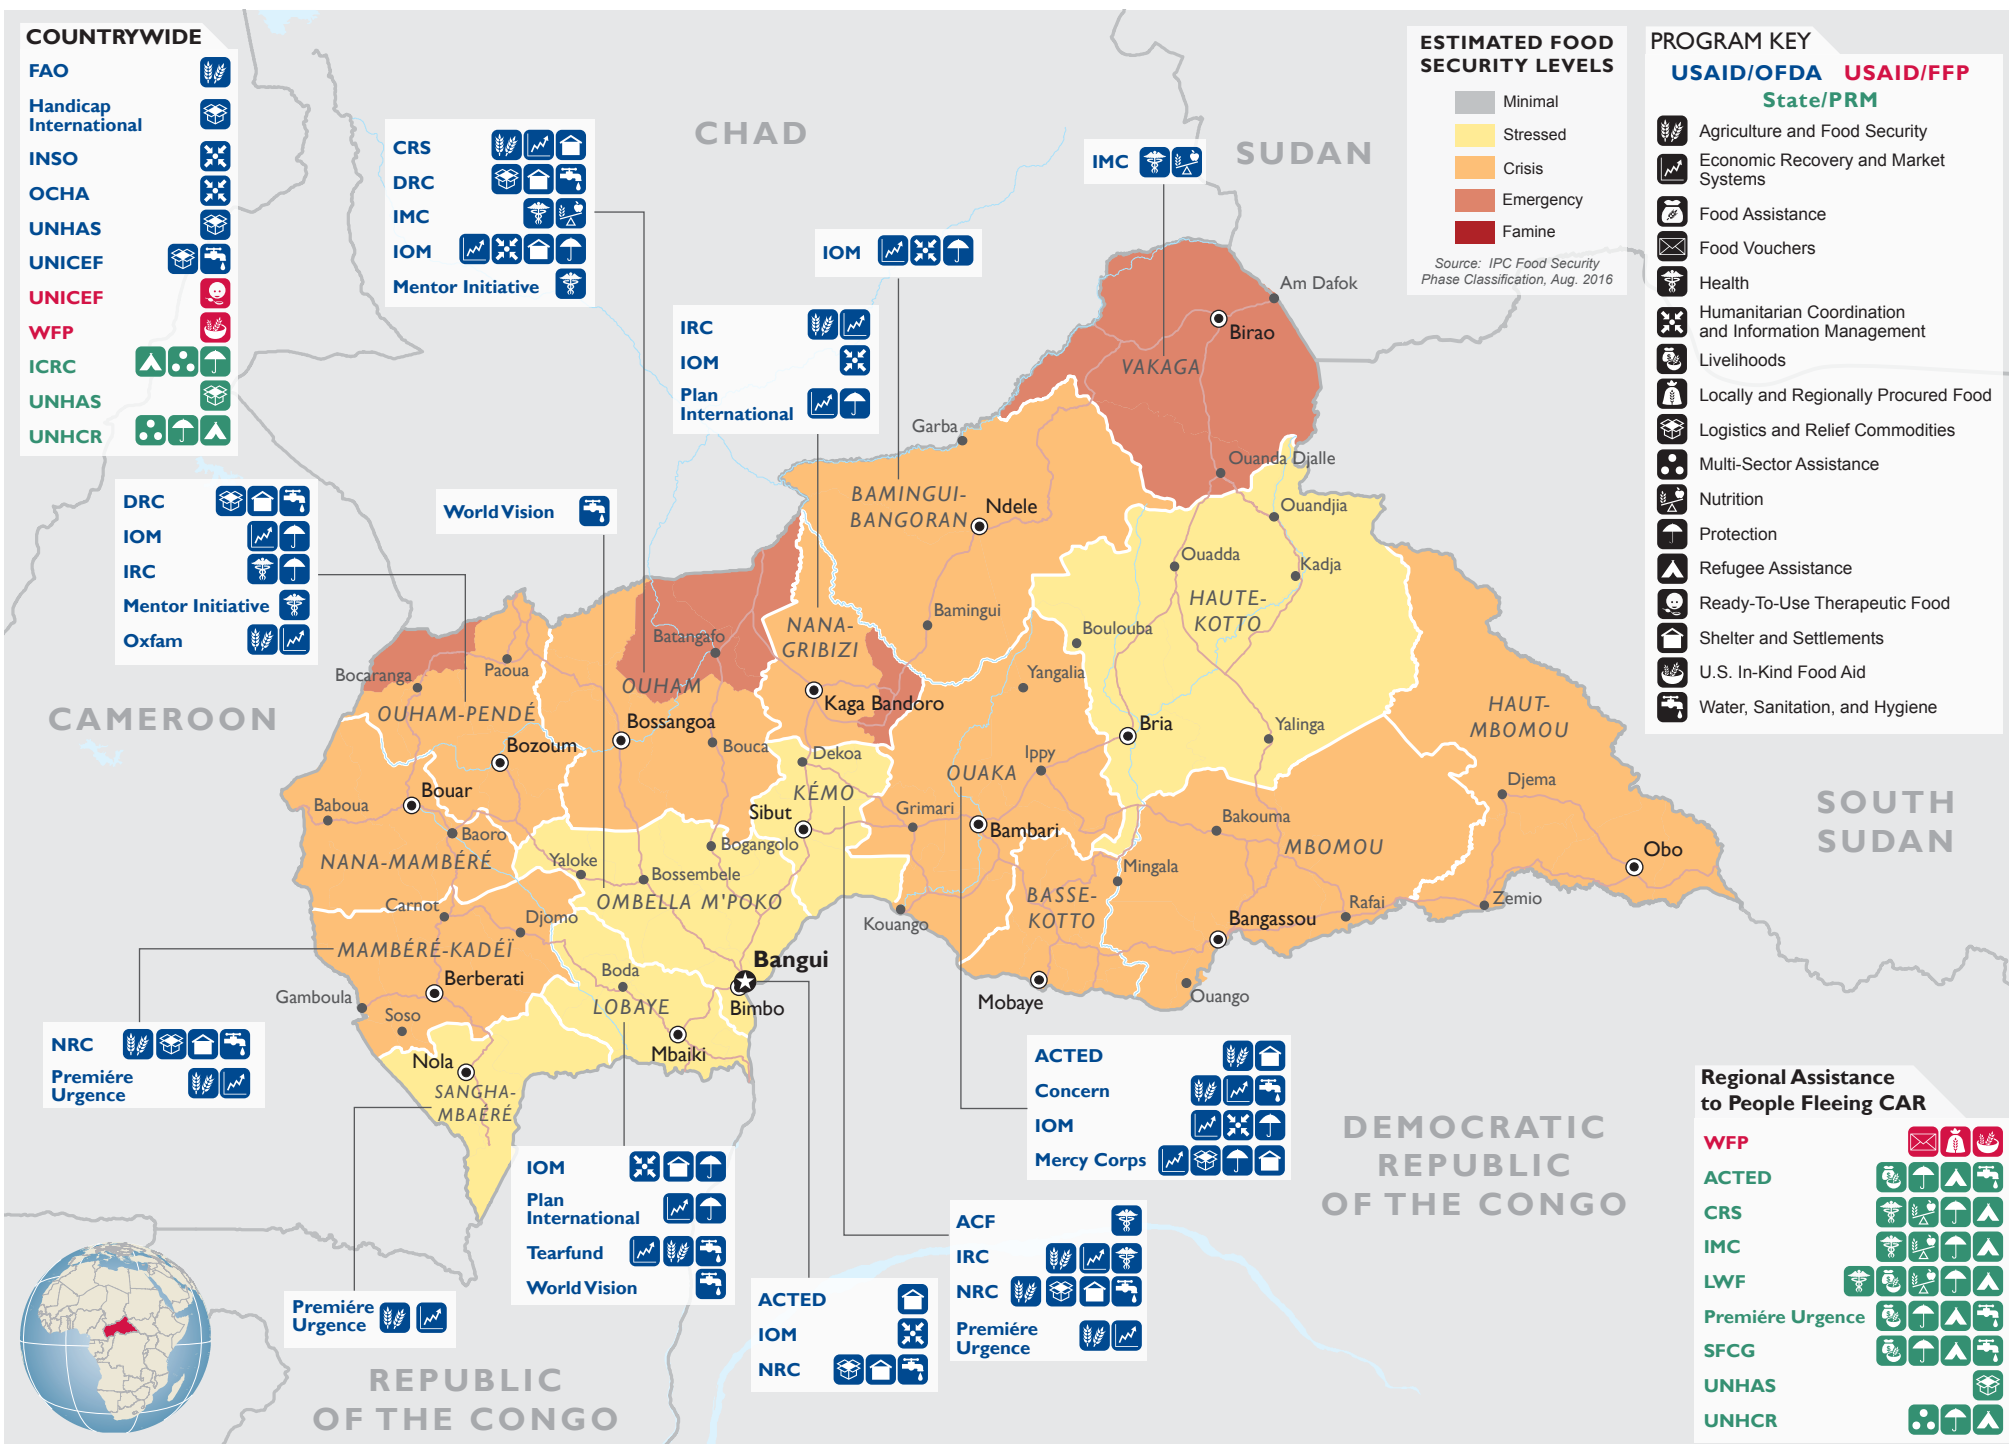 COUNTRYWIDE
FAO
Handicap
International
INSO
OCHA
UNHAS
UNICEF
UNICEF
WFP
ICRC
UNHAS
UNHCR
CRS
DRC
IMC
IOM
Mentor Initiative
CHAD
IOM
IMC
SUDAN
ESTIMATED FOOD
SECURITY LEVELS
Minimal
Stressed
Crisis
Emergency
Famine
Source: IPC Food Security
Phase Classification, Aug. 2016
PROGRAM KEY
USAID/OFDA USAID/FFP
State/PRM
Agriculture and Food Security
Economic Recovery and Market
Systems
Food Assistance
Food Vouchers
Health
Humanitarian Coordination
and Information Management
Livelihoods
Locally and Regionally Procured Food
Logistics and Relief Commodities
Multi-Sector Assistance
Nutrition
Protection
Refugee Assistance
Ready-To-Use Therapeutic Food
Shelter and Settlements
U.S. In-Kind Food Aid
Water, Sanitation, and Hygiene
IRC
IOM
Plan
International
DRC
IOM
IRC
Mentor Initiative
Oxfam
World Vision
Am Dafok
Birao
VAKAGA
Garba
Ouanda Djalle
BAMINGUI-
BANGORAN
Ndele
Ouandjia
Ouadda
Kadja
HAUTE-
KOTTO
Bamingui
Boulouba
NANA-
GRIBIZI
Batangafo
Yangalia
Bocaranga
Paoua
OUHAM
Kaga Bandoro
CAMEROON
OUHAM-PENDÉ
Bossangoa
Bria
Yalinga
HAUT-
MBOMOU
Bozoum
Bouca
Dekoa
Ippy
OUAKA
Djema
Bouar
KÉMO
Baboua
Sibut
Grimari
Bambari
Bakouma
SOUTH
SUDAN
Baoro
Bogangolo
MBOMOU
Obo
NANA-MAMBÉRÉ
Yaloke
Bossembele
Mingala
OMBELLA M'POKO
BASSE-
KOTTO
Carnot
Djomo
Kouango
Rafai
Zemio
Bangassou
MAMBÉRÉ-KADÉÏ
Bangui
Berberati
Boda
Gamboula
LOBAYE
Bimbo
Mobaye
Ouango
Soso
Mbaiki
Nola
SANGHA-
MBAÉRÉ
NRC
Premiére
Urgence
ACTED
Concern
IOM
Mercy Corps
DEMOCRATIC
REPUBLIC
OF THE CONGO
IOM
Plan
International
Tearfund
World Vision
ACF
IRC
NRC
Premiére
Urgence
Premiére
Urgence
ACTED
IOM
NRC
REPUBLIC
OF THE CONGO
Regional Assistance
to People Fleeing CAR
WFP
ACTED
CRS
IMC
LWF
Premiére Urgence
SFCG
UNHAS
UNHCR